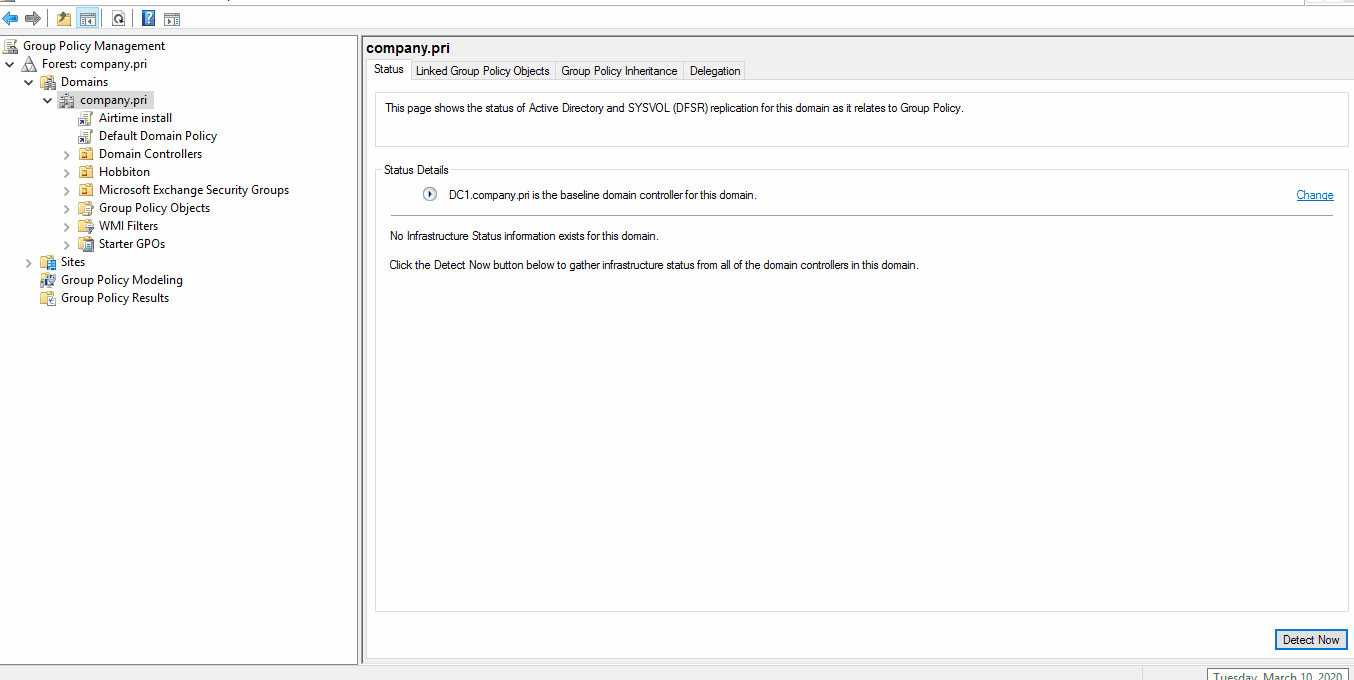 Group Policy Management
Forest: company.pri
Domains
company.pri
Airtime install
Default Domain Policy
Domain Controllers
Hobbiton
Microsoft Exchange Security Groups
Group Policy Objects
WMI Filters
Starter GPOs
Sites
Group Policy Modeling
Group Policy Results
company.pri
Status Linked Group Policy Objects Group Policy Inheritance Delegation
This page shows the status of Active Directory and SYSVOL (DFSR) replication for this domain as it relates to Group Policy.
Status Details
DC1.company.pri is the baseline domain controller for this domain. Change
No Infrastructure Status information exists for this domain.
Click the Detect Now button below to gather infrastructure status from all of the domain controllers in this domain.
Detect Now
Tuesday, March 10, 2020